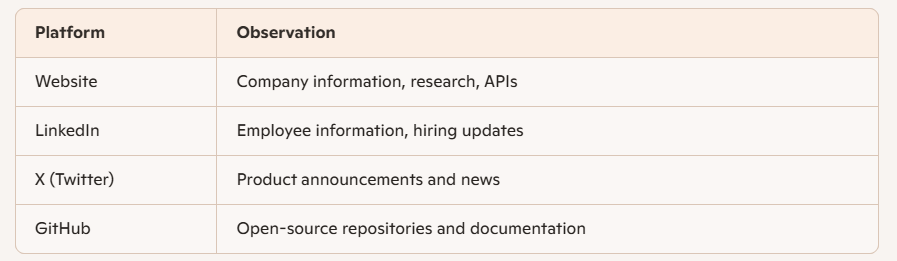 Platform Observation
Website Company information, research, APIs
LinkedIn Employee information, hiring updates
X (Twitter) Product announcements and news
GitHub Open-source repositories and documentation